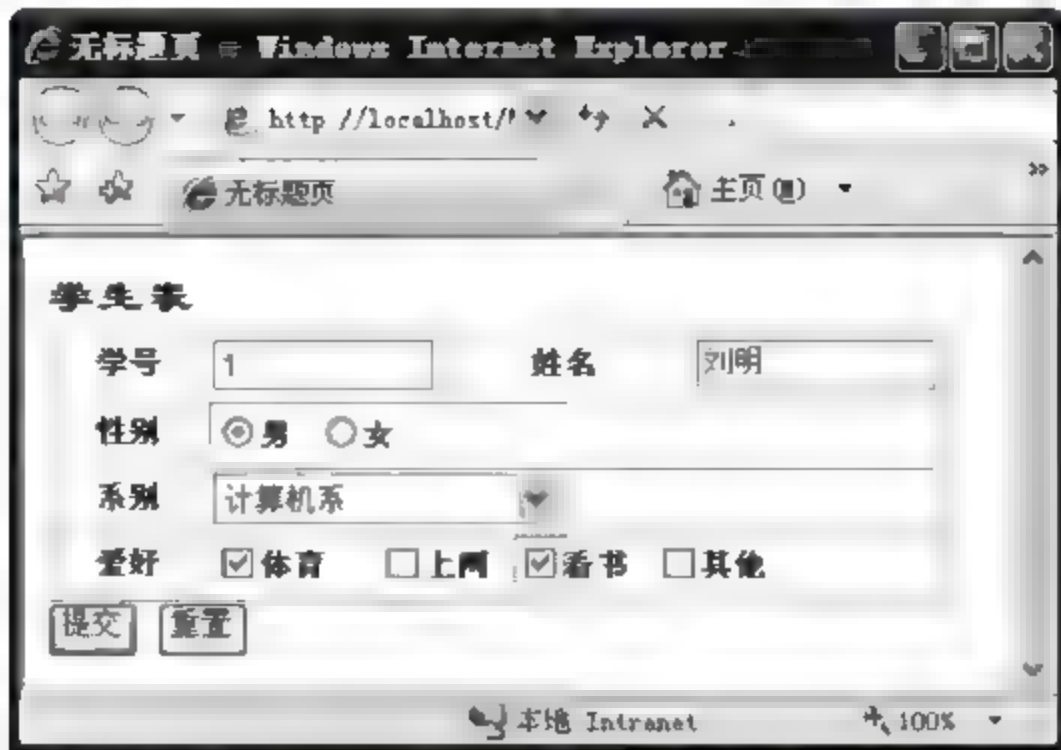 无标题页 - Windows Internet Explorer
http://localhost/
无标题页 主页(M)
学生表
学号 1 姓名 刘明
性别 男 女
系别 计算机系
爱好 体育 上网 看书 其他
提交 重置
本地 Intranet 100%